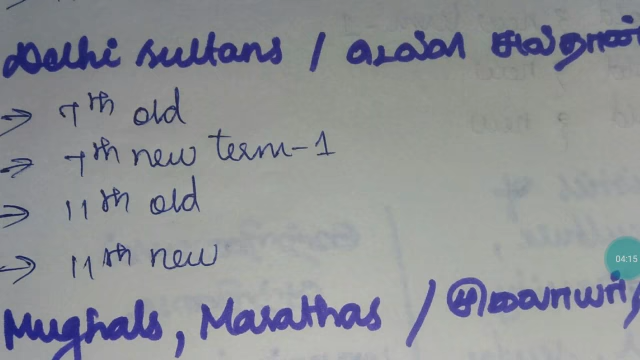 Delhi sultans / டெல்லி சுல்தான்
→ 7th old
→ 7th new term-1
→ 11th old
→ 11th new
Mughals, Marathas /
04:15